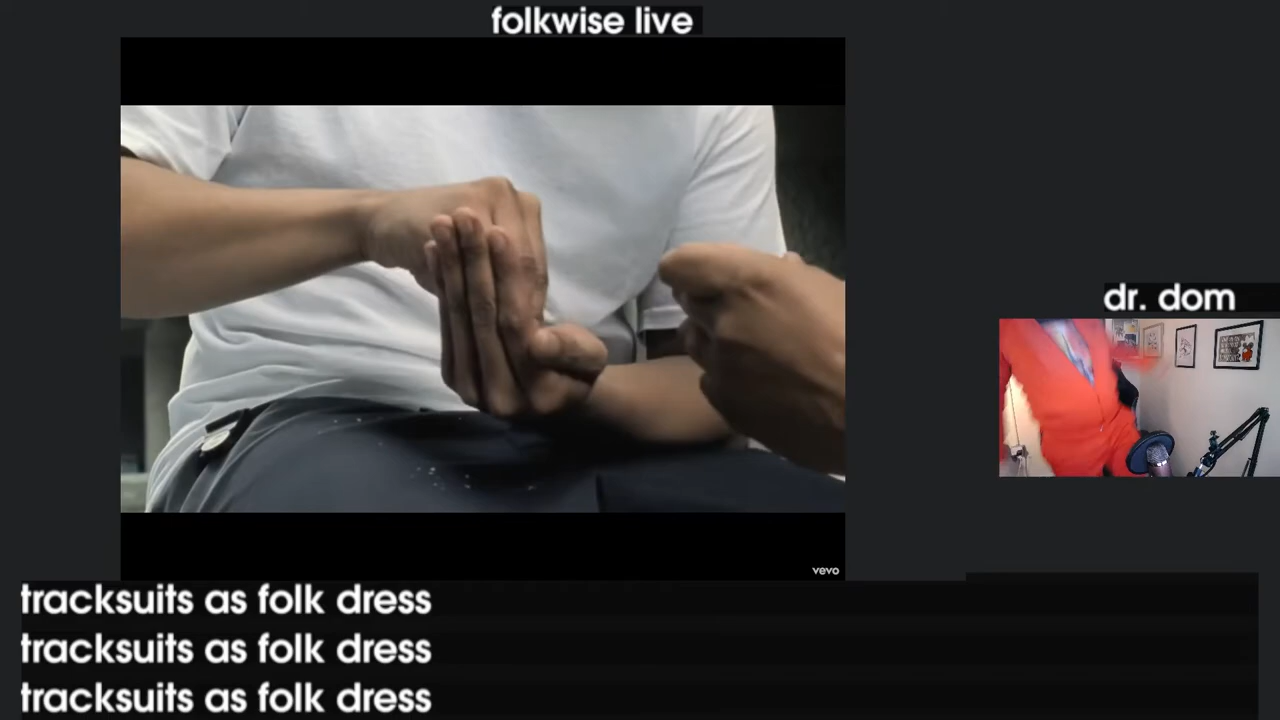 folkwise live
dr. dom
vevo
tracksuits as folk dress
tracksuits as folk dress
tracksuits as folk dress